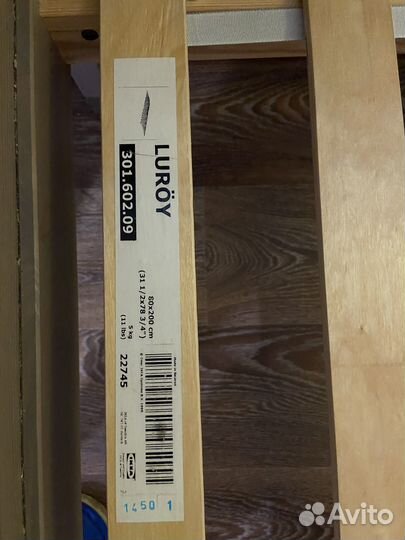 LURÖY
301.602.09
80x200 cm
(31 1/2x78 3/4")
5 kg
(11 lbs)
22745
IKEA
1450 1
Avito